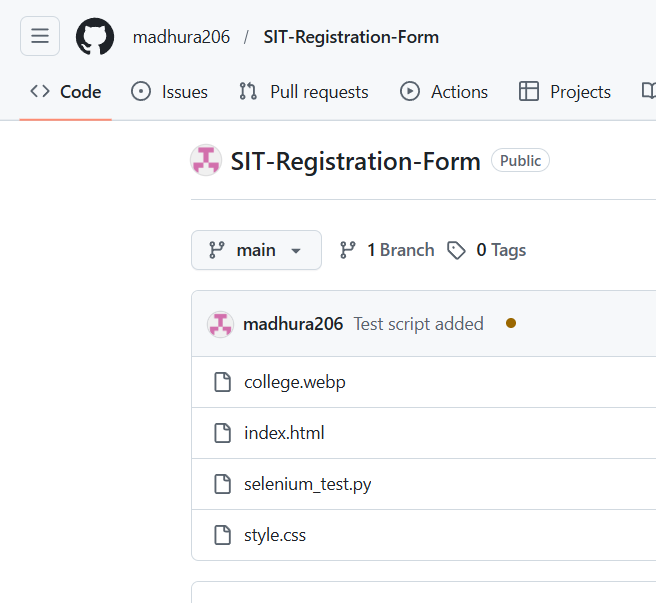 madhura206 / SIT-Registration-Form
Code Issues Pull requests Actions Projects
SIT-Registration-Form Public
main 1 Branch 0 Tags
madhura206 Test script added
college.webp
index.html
selenium_test.py
style.css